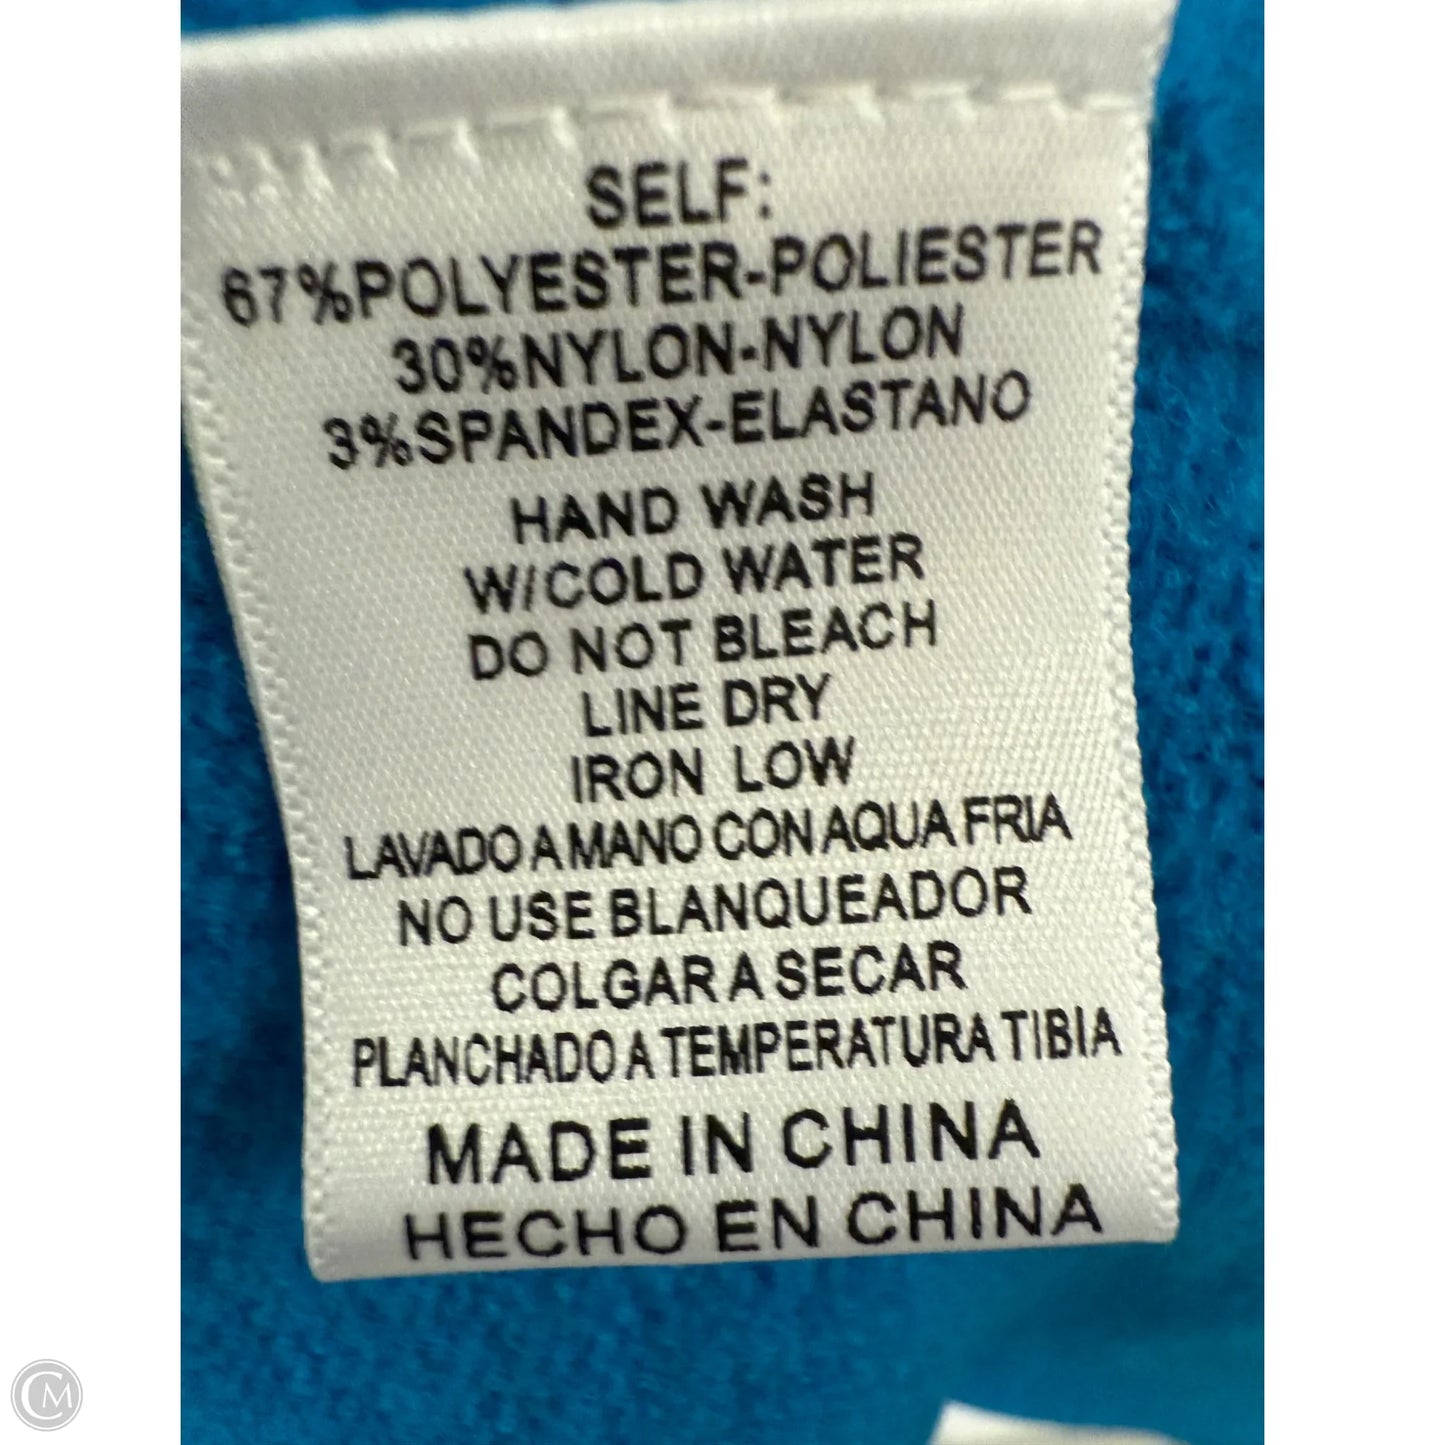 SELF:
67%POLYESTER-POLIESTER
30%NYLON-NYLON
3%SPANDEX-ELASTANO
HAND WASH
W/COLD WATER
DO NOT BLEACH
LINE DRY
IRON LOW
LAVADO A MANO CON AQUA FRIA
NO USE BLANQUEADOR
COLGAR A SECAR
PLANCHADO A TEMPERATURA TIBIA
MADE IN CHINA
HECHO EN CHINA
CM